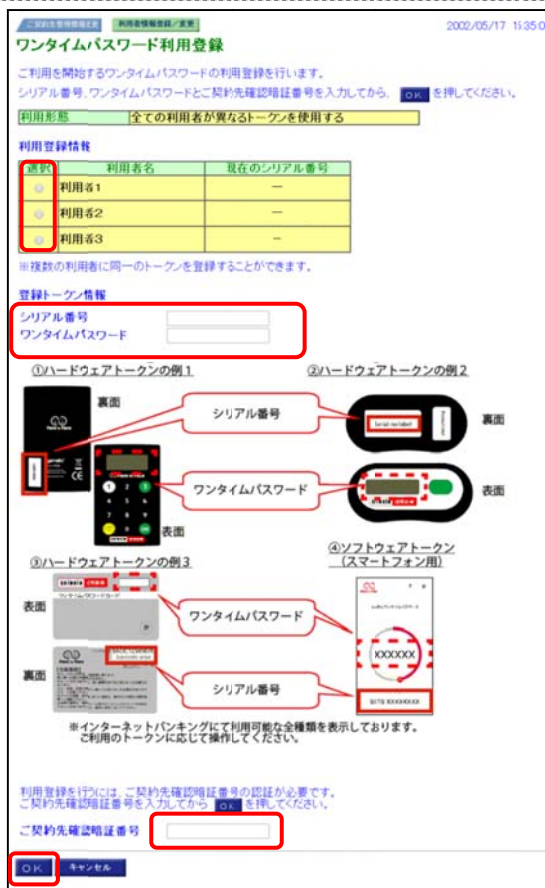 ご契約先情報変更 利用者情報登録/変更
2002/05/17 15:35:0
ワンタイムパスワード利用登録
ご利用を開始するワンタイムパスワードの利用登録を行います。
シリアル番号、ワンタイムパスワードとご契約先確認暗証番号を入力してから、 OK を押してください。
利用形態 全ての利用者が異なるトークンを使用する
利用登録情報
選択 利用者名 現在のシリアル番号
利用者1 ー
利用者2 ー
利用者3 ー
※複数の利用者に同一のトークンを登録することができます。
登録トークン情報
シリアル番号
ワンタイムパスワード
①ハードウェアトークンの例1
②ハードウェアトークンの例2
裏面
シリアル番号
裏面
ワンタイムパスワード
表面
表面
③ハードウェアトークンの例3
④ソフトウェアトークン
(スマートフォン用)
表面
ワンタイムパスワードカード
ワンタイムパスワード
XXXXXX
裏面
シリアル番号
※インターネットバンキングにて利用可能な全種類を表示しております。
ご利用のトークンに応じて操作してください。
利用登録を行うには、ご契約先確認暗証番号の認証が必要です。
ご契約先確認暗証番号を入力してから OK を押してください。
ご契約先確認暗証番号
OK キャンセル